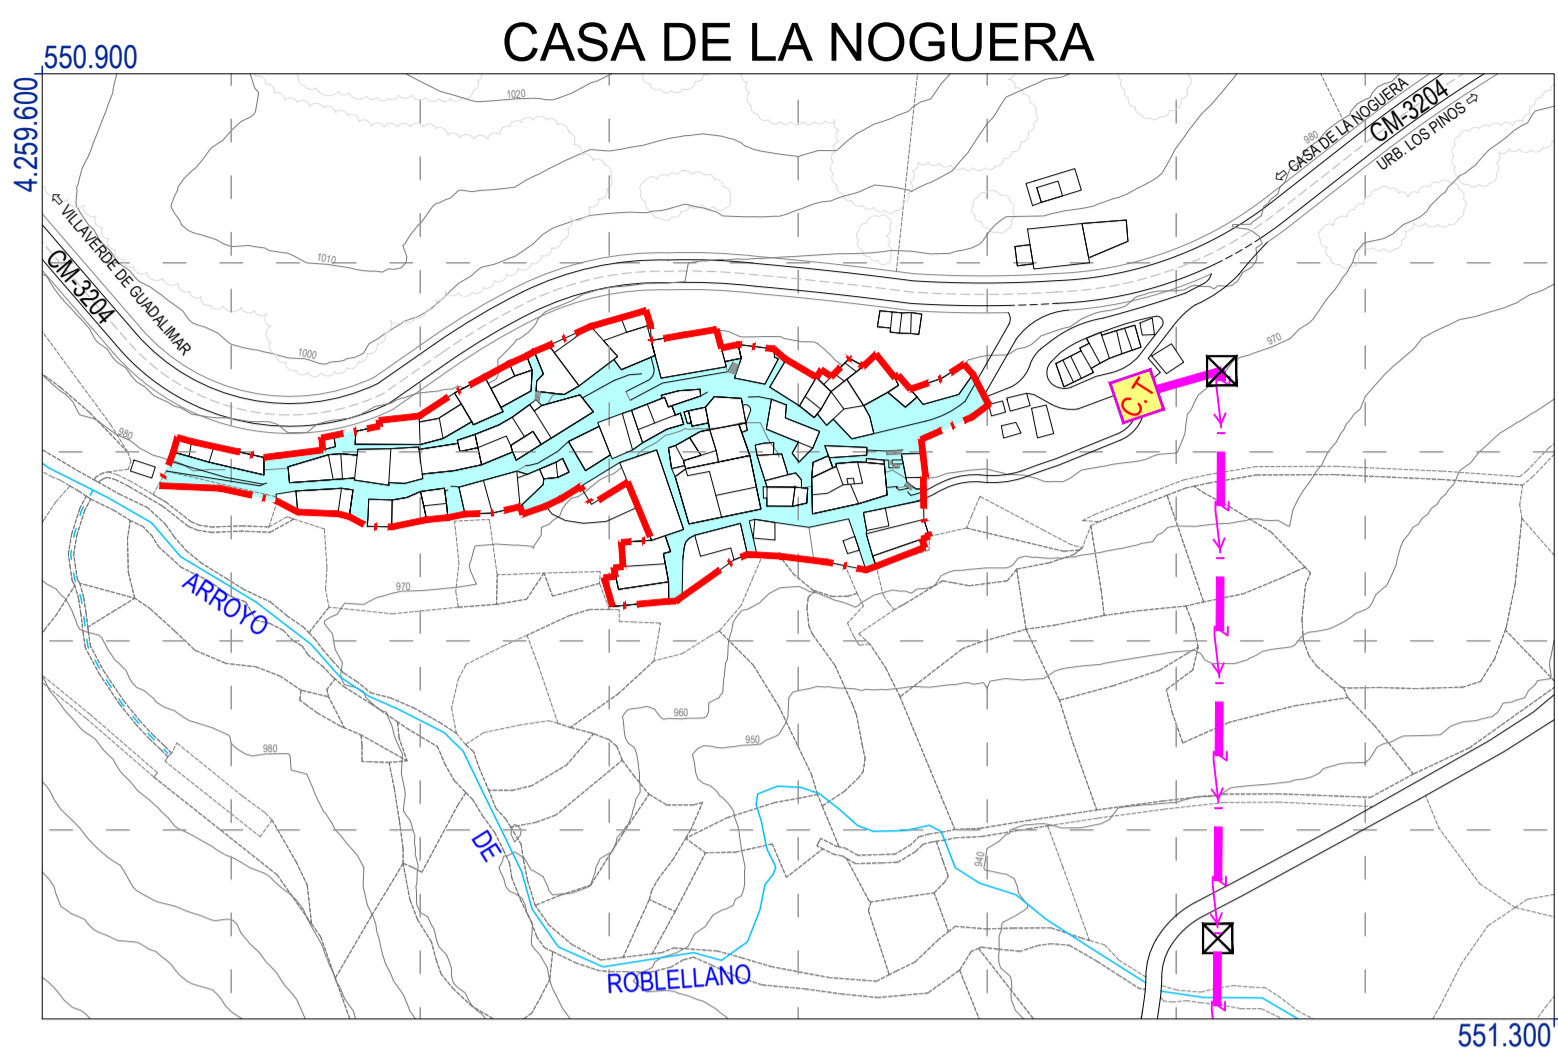 CASA DE LA NOGUERA
550.900
4.259.600
1020
980
⇦ CASA DE LA NOGUERA
CM-3204
URB. LOS PINOS ⇨
⇦ VILLAVERDE DE GUADALIMAR
CM-3204
1010
1000
970
C.T
980
970
ARROYO
960
950
980
DE
940
ROBLELLANO
551.300